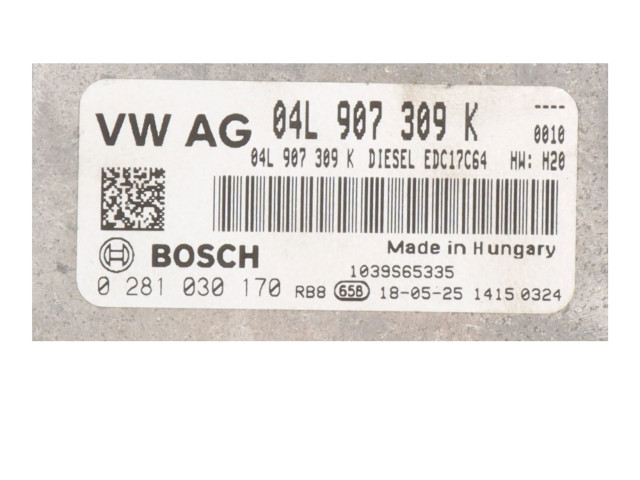 VW AG 04L 907 309 K ----
0010
04L 907 309 K DIESEL EDC17C64 HW: H20
BOSCH Made in Hungary
1039S65335
0 281 030 170 RB8 658 18-05-25 1415 0324